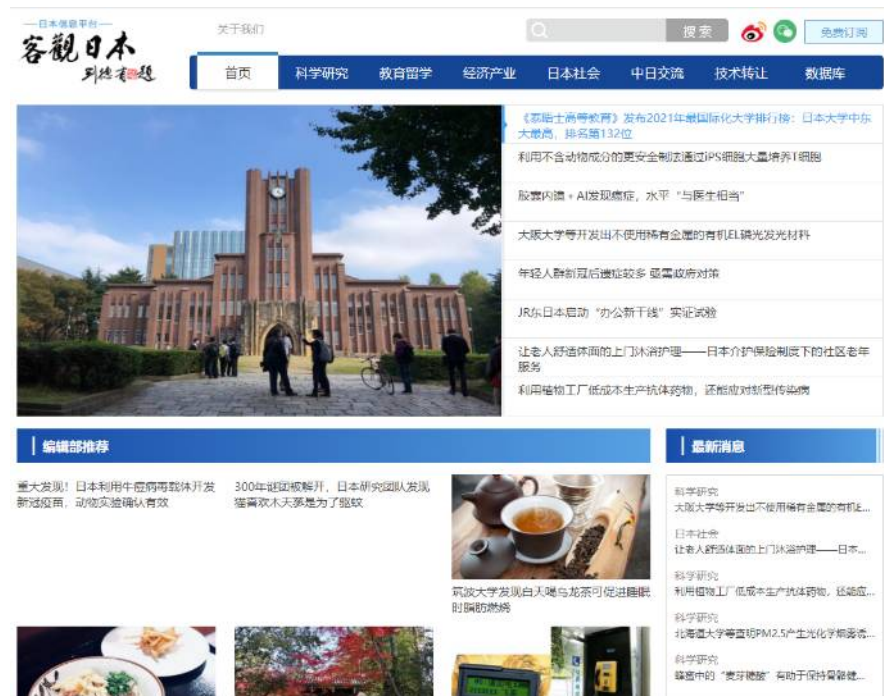 日本信息平台
客觀日本
刘德有题
关于我们
搜索
免费订阅
首页 科学研究 教育留学 经济产业 日本社会 中日交流 技术转让 数据库
《泰晤士高等教育》发布2021年最国际化大学排行榜：日本大学中东
大最高，排名第132位
利用不含动物成分的更安全制法通过iPS细胞大量培养T细胞
胶囊内镜+AI发现癌症，水平“与医生相当”
大阪大学等开发出不使用稀有金属的有机EL磷光发光材料
年轻人群新冠后遗症较多 亟需政府对策
JR东日本启动“办公新干线”实证试验
让老人舒适体面的上门沐浴护理——日本介护保险制度下的社区老年
服务
利用植物工厂低成本生产抗体药物，还能应对新型传染病
编辑部推荐
重大发现！日本利用牛痘病毒载体开发
新冠疫苗，动物实验确认有效
300年谜团被解开，日本研究团队发现
猫喜欢木天蓼是为了驱蚊
筑波大学发现白天喝乌龙茶可促进睡眠
时脂肪燃烧
最新消息
科学研究
大阪大学等开发出不使用稀有金属的有机E...
日本社会
让老人舒适体面的上门沐浴护理——日本...
科学研究
利用植物工厂低成本生产抗体药物，还能应...
科学研究
北海道大学等查明PM2.5产生光化学烟雾诱...
科学研究
蜂蜜中的“麦芽糖酸”有助于保持骨骼健...